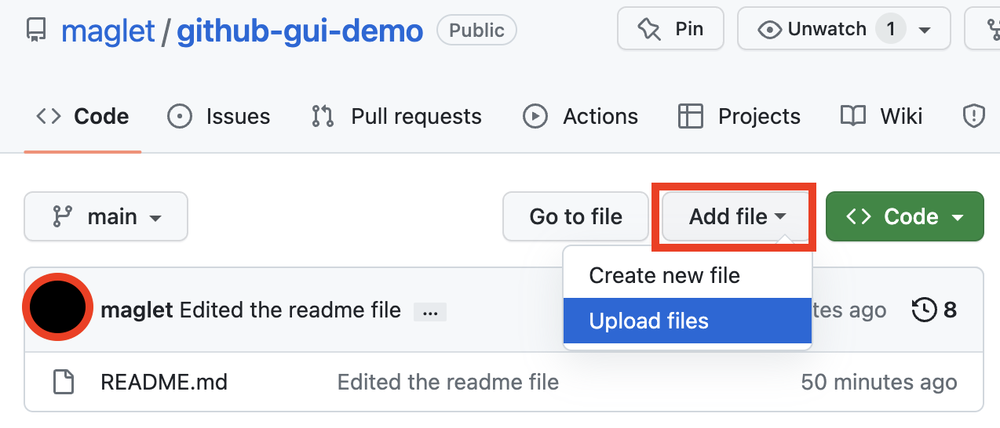 maglet / github-gui-demo Public Pin Unwatch 1
Code Issues Pull requests Actions Projects Wiki
main Go to file Add file Code
Create new file
maglet Edited the readme file ... tes ago 8
Upload files
README.md Edited the readme file 50 minutes ago